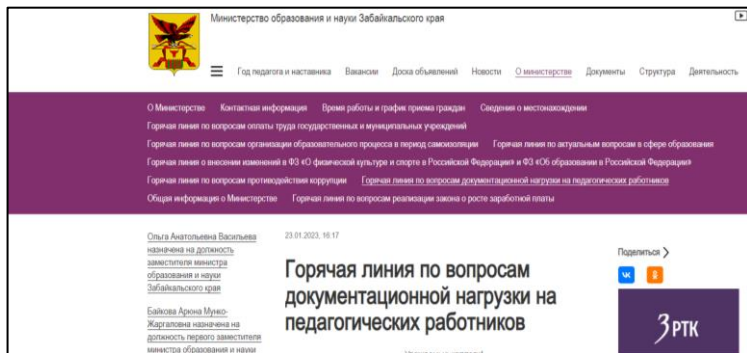 Министерство образования и науки Забайкальского края
Год педагога и наставника Вакансии Доска объявлений Новости О министерстве Документы Структура Деятельность
О Министерстве Контактная информация Время работы и график приема граждан Сведения о местонахождении
Горячая линия по вопросам оплаты труда государственных и муниципальных учреждений
Горячая линия по вопросам организации образовательного процесса в период самоизоляции Горячая линия по актуальным вопросам в сфере образования
Горячая линия о внесении изменений в ФЗ «О физической культуре и спорте в Российской Федерации» и ФЗ «Об образовании в Российской Федерации»
Горячая линия по вопросам противодействия коррупции Горячая линия по вопросам документационной нагрузки на педагогических работников
Общая информация о Министерстве Горячая линия по вопросам реализации закона о росте заработной платы
Ольга Анатольевна Васильева
назначена на должность
заместителя министра
образования и науки
Забайкальского края
Байкова Арюна Мунко-
Жаргаловна назначена на
должность первого заместителя
министра образования и науки
23.01.2023, 16:17
Горячая линия по вопросам
документационной нагрузки на
педагогических работников
Поделиться
ЗРТК